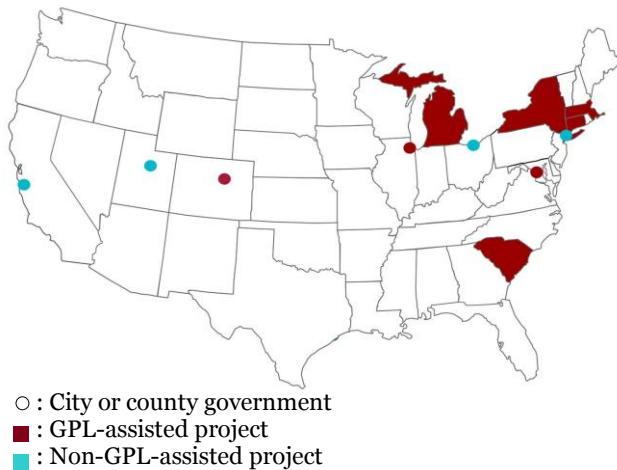 ○ : City or county government
■ : GPL-assisted project
■ : Non-GPL-assisted project